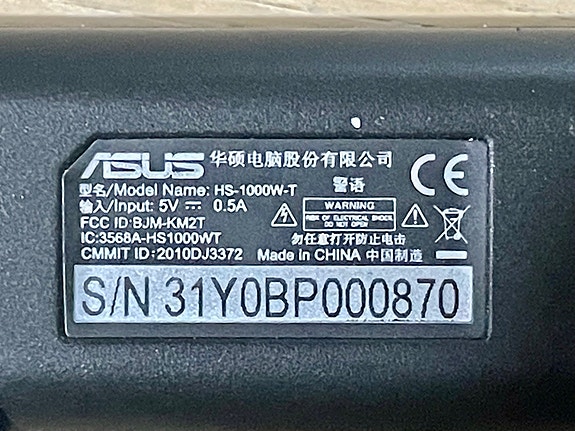 ASUS 华硕电脑股份有限公司
型名/Model Name: HS-1000W-T
输入/Input: 5V ⎓ 0.5A
FCC ID:BJM-KM2T
IC:3568A-HS1000WT
CMMIT ID:2010DJ3372
警语
WARNING
RISK OF ELECTRICAL SHOCK
DO NOT OPEN
勿任意打开防止电击
Made in CHINA 中国制造
CE
S/N 31Y0BP000870